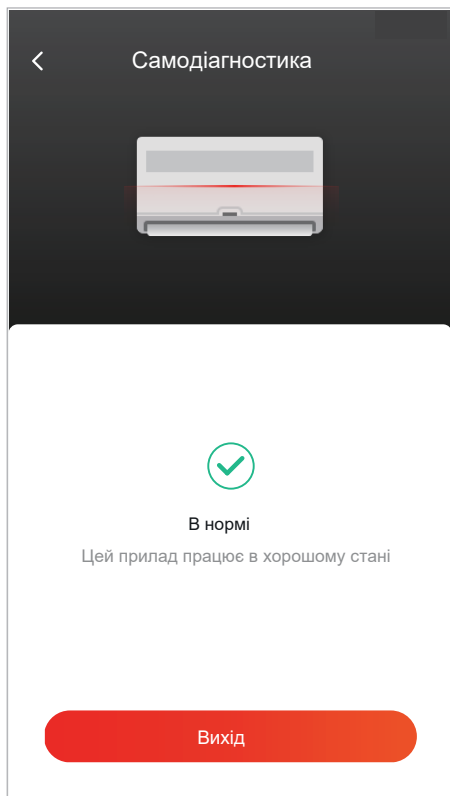 Самодіагностика
В нормі
Цей прилад працює в хорошому стані
Вихід